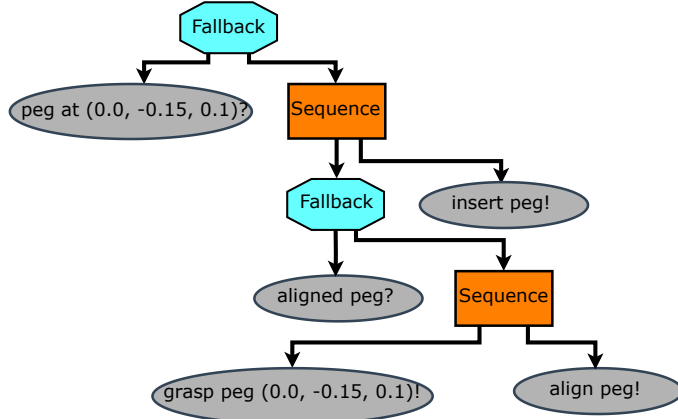 Fallback
peg at (0.0, -0.15, 0.1)?
Sequence
Fallback
insert peg!
aligned peg?
Sequence
grasp peg (0.0, -0.15, 0.1)!
align peg!